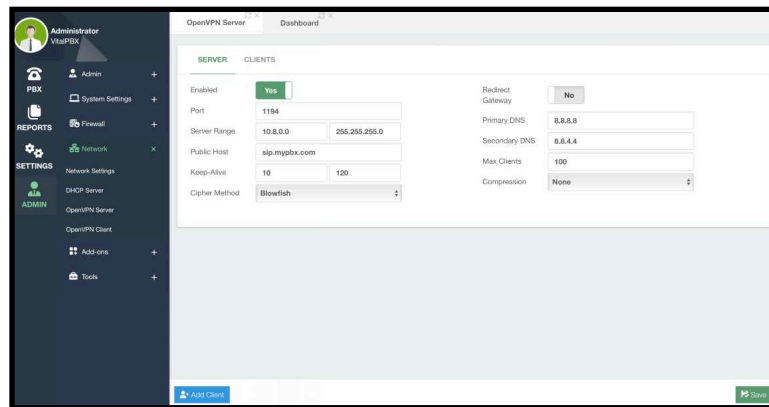 Administrator
VitalPBX
PBX
REPORTS
SETTINGS
ADMIN
Admin +
System Settings +
Firewall +
Network ×
Network Settings
DHCP Server
OpenVPN Server
OpenVPN Client
Add-ons +
Tools +
OpenVPN Server
Dashboard
SERVER CLIENTS
Enabled Yes
Port 1194
Server Range 10.8.0.0 255.255.255.0
Public Host sip.mypbx.com
Keep-Alive 10 120
Cipher Method Blowfish
Redirect
Gateway No
Primary DNS 8.8.8.8
Secondary DNS 8.8.4.4
Max Clients 100
Compression None
Add Client
Save